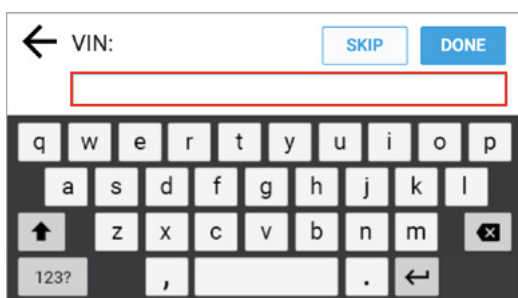 VIN: SKIP DONE
q w e r t y u i o p
a s d f g h j k l
z x c v b n m
123? , .